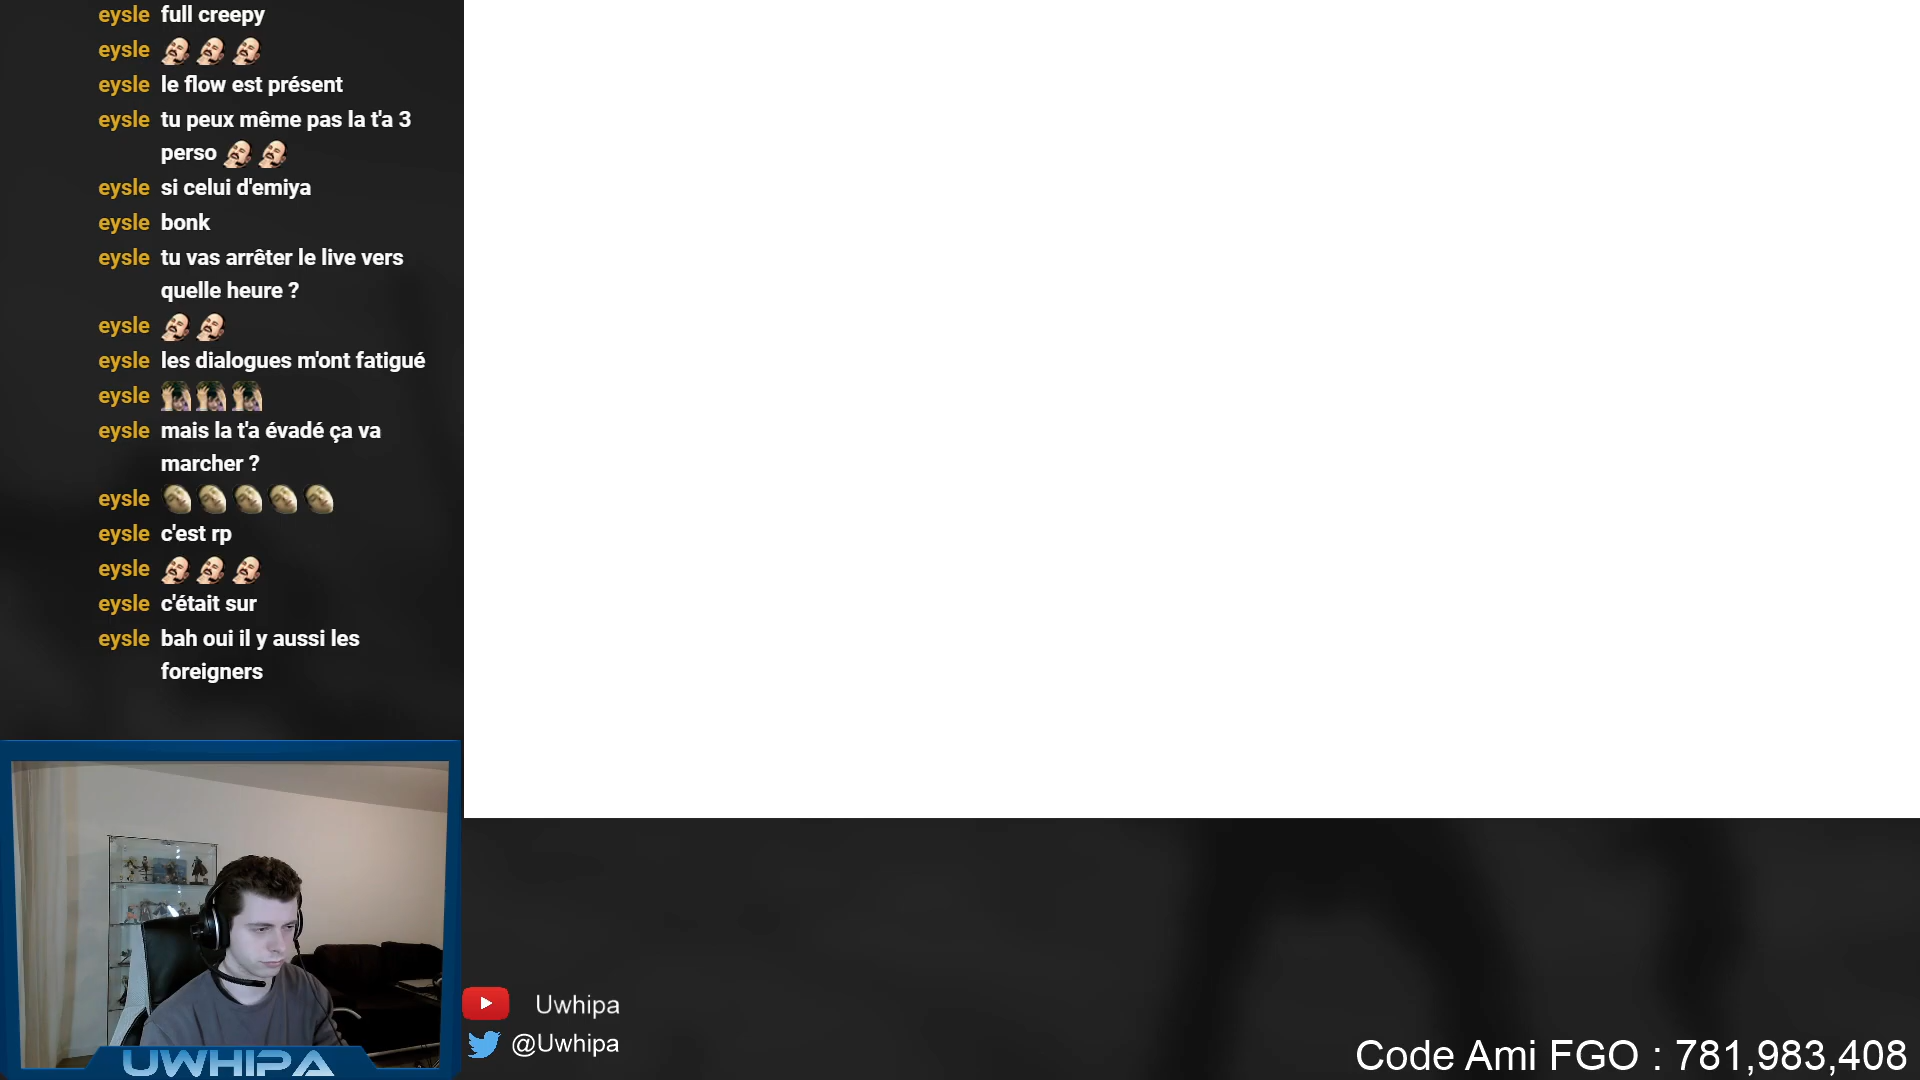 eysle full creepy
eysle
eysle le flow est présent
eysle tu peux même pas la t'a 3
perso
eysle si celui d'emiya
eysle bonk
eysle tu vas arrêter le live vers
quelle heure ?
eysle
eysle les dialogues m'ont fatigué
eysle
eysle mais la t'a évadé ça va
marcher ?
eysle
eysle c'est rp
eysle
eysle c'était sur
eysle bah oui il y aussi les
foreigners
UWHIPA
Uwhipa
@Uwhipa
Code Ami FGO : 781,983,408